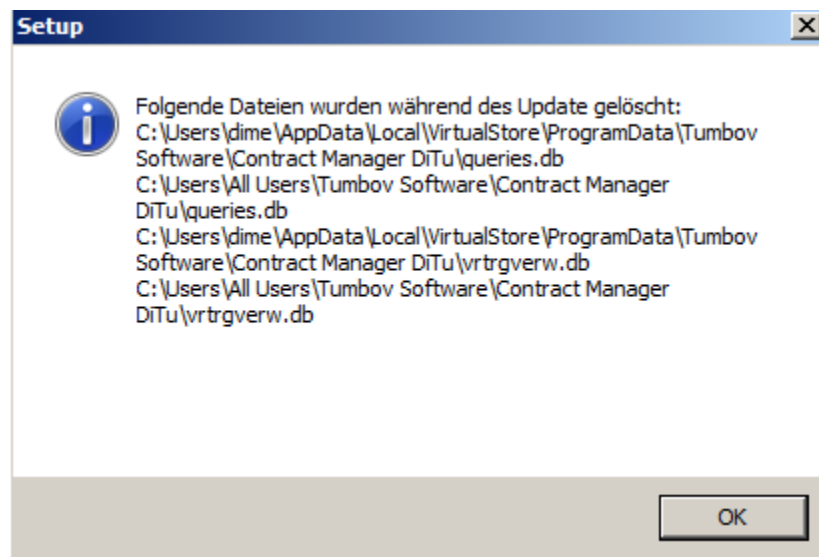 Setup
Folgende Dateien wurden während des Update gelöscht:
C:\Users\dime\AppData\Local\VirtualStore\ProgramData\Tumbov
Software\Contract Manager DiTu\queries.db
C:\Users\All Users\Tumbov Software\Contract Manager
DiTu\queries.db
C:\Users\dime\AppData\Local\VirtualStore\ProgramData\Tumbov
Software\Contract Manager DiTu\vrtrgverw.db
C:\Users\All Users\Tumbov Software\Contract Manager
DiTu\vrtrgverw.db
OK